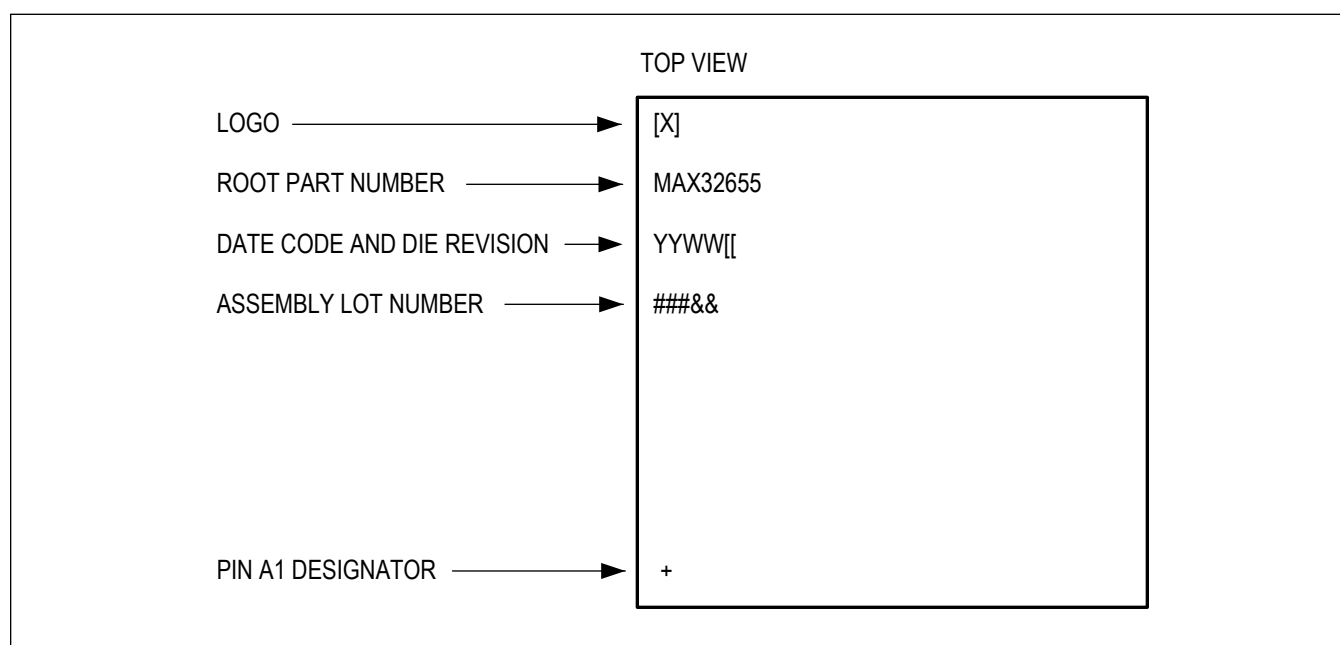 TOP VIEW
LOGO [X]
ROOT PART NUMBER MAX32655
DATE CODE AND DIE REVISION YYWW[[
ASSEMBLY LOT NUMBER ###&&
PIN A1 DESIGNATOR +